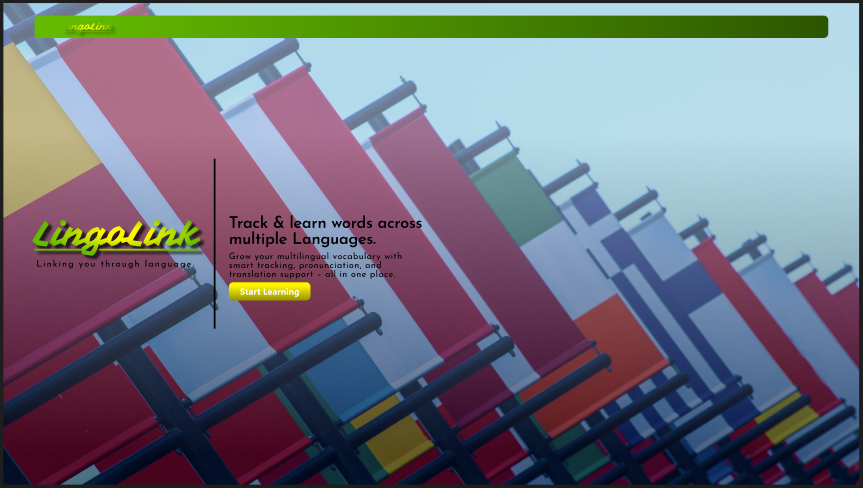 LingoLink
LingoLink
Linking you through language.
Track & learn words across
multiple Languages.
Grow your multilingual vocabulary with
smart tracking, pronunciation, and
translation support – all in one place.
Start Learning